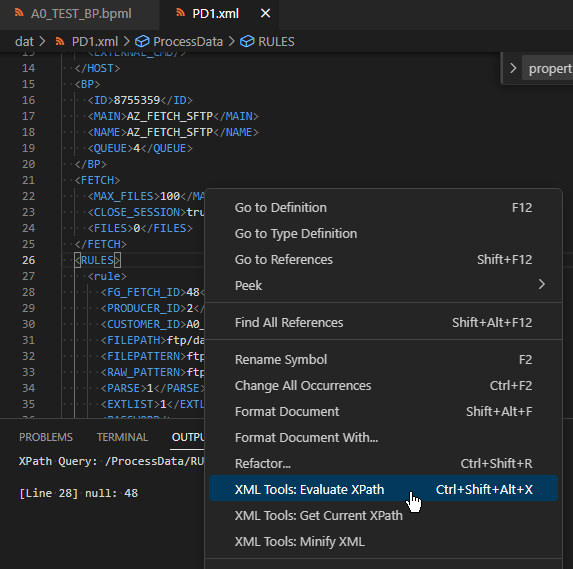 A0_TEST_BP.bpml
PD1.xml
dat > PD1.xml > ProcessData > RULES
14 </HOST>
15 <BP>
16 <ID>8755359</ID>
17 <MAIN>AZ_FETCH_SFTP</MAIN>
18 <NAME>AZ_FETCH_SFTP</NAME>
19 <QUEUE>4</QUEUE>
20 </BP>
21 <FETCH>
22 <MAX_FILES>100</MA
23 <CLOSE_SESSION>tru
24 <FILES>0</FILES>
25 </FETCH>
26 <RULES>
27 <rule>
28 <FG_FETCH_ID>48<
29 <PRODUCER_ID>2</
30 <CUSTOMER_ID>A0_
31 <FILEPATH>ftp/da
32 <FILEPATTERN>ftp
33 <RAW_PATTERN>ftp
34 <PARSE>1</PARSE>
35 <EXTLIST>1</EXTL
propert
Go to Definition F12
Go to Type Definition
Go to References Shift+F12
Peek
Find All References Shift+Alt+F12
Rename Symbol F2
Change All Occurrences Ctrl+F2
Format Document Shift+Alt+F
Format Document With...
Refactor... Ctrl+Shift+R
XML Tools: Evaluate XPath Ctrl+Shift+Alt+X
XML Tools: Get Current XPath
XML Tools: Minify XML
PROBLEMS TERMINAL OUTPU
XPath Query: /ProcessData/RU
[Line 28] null: 48